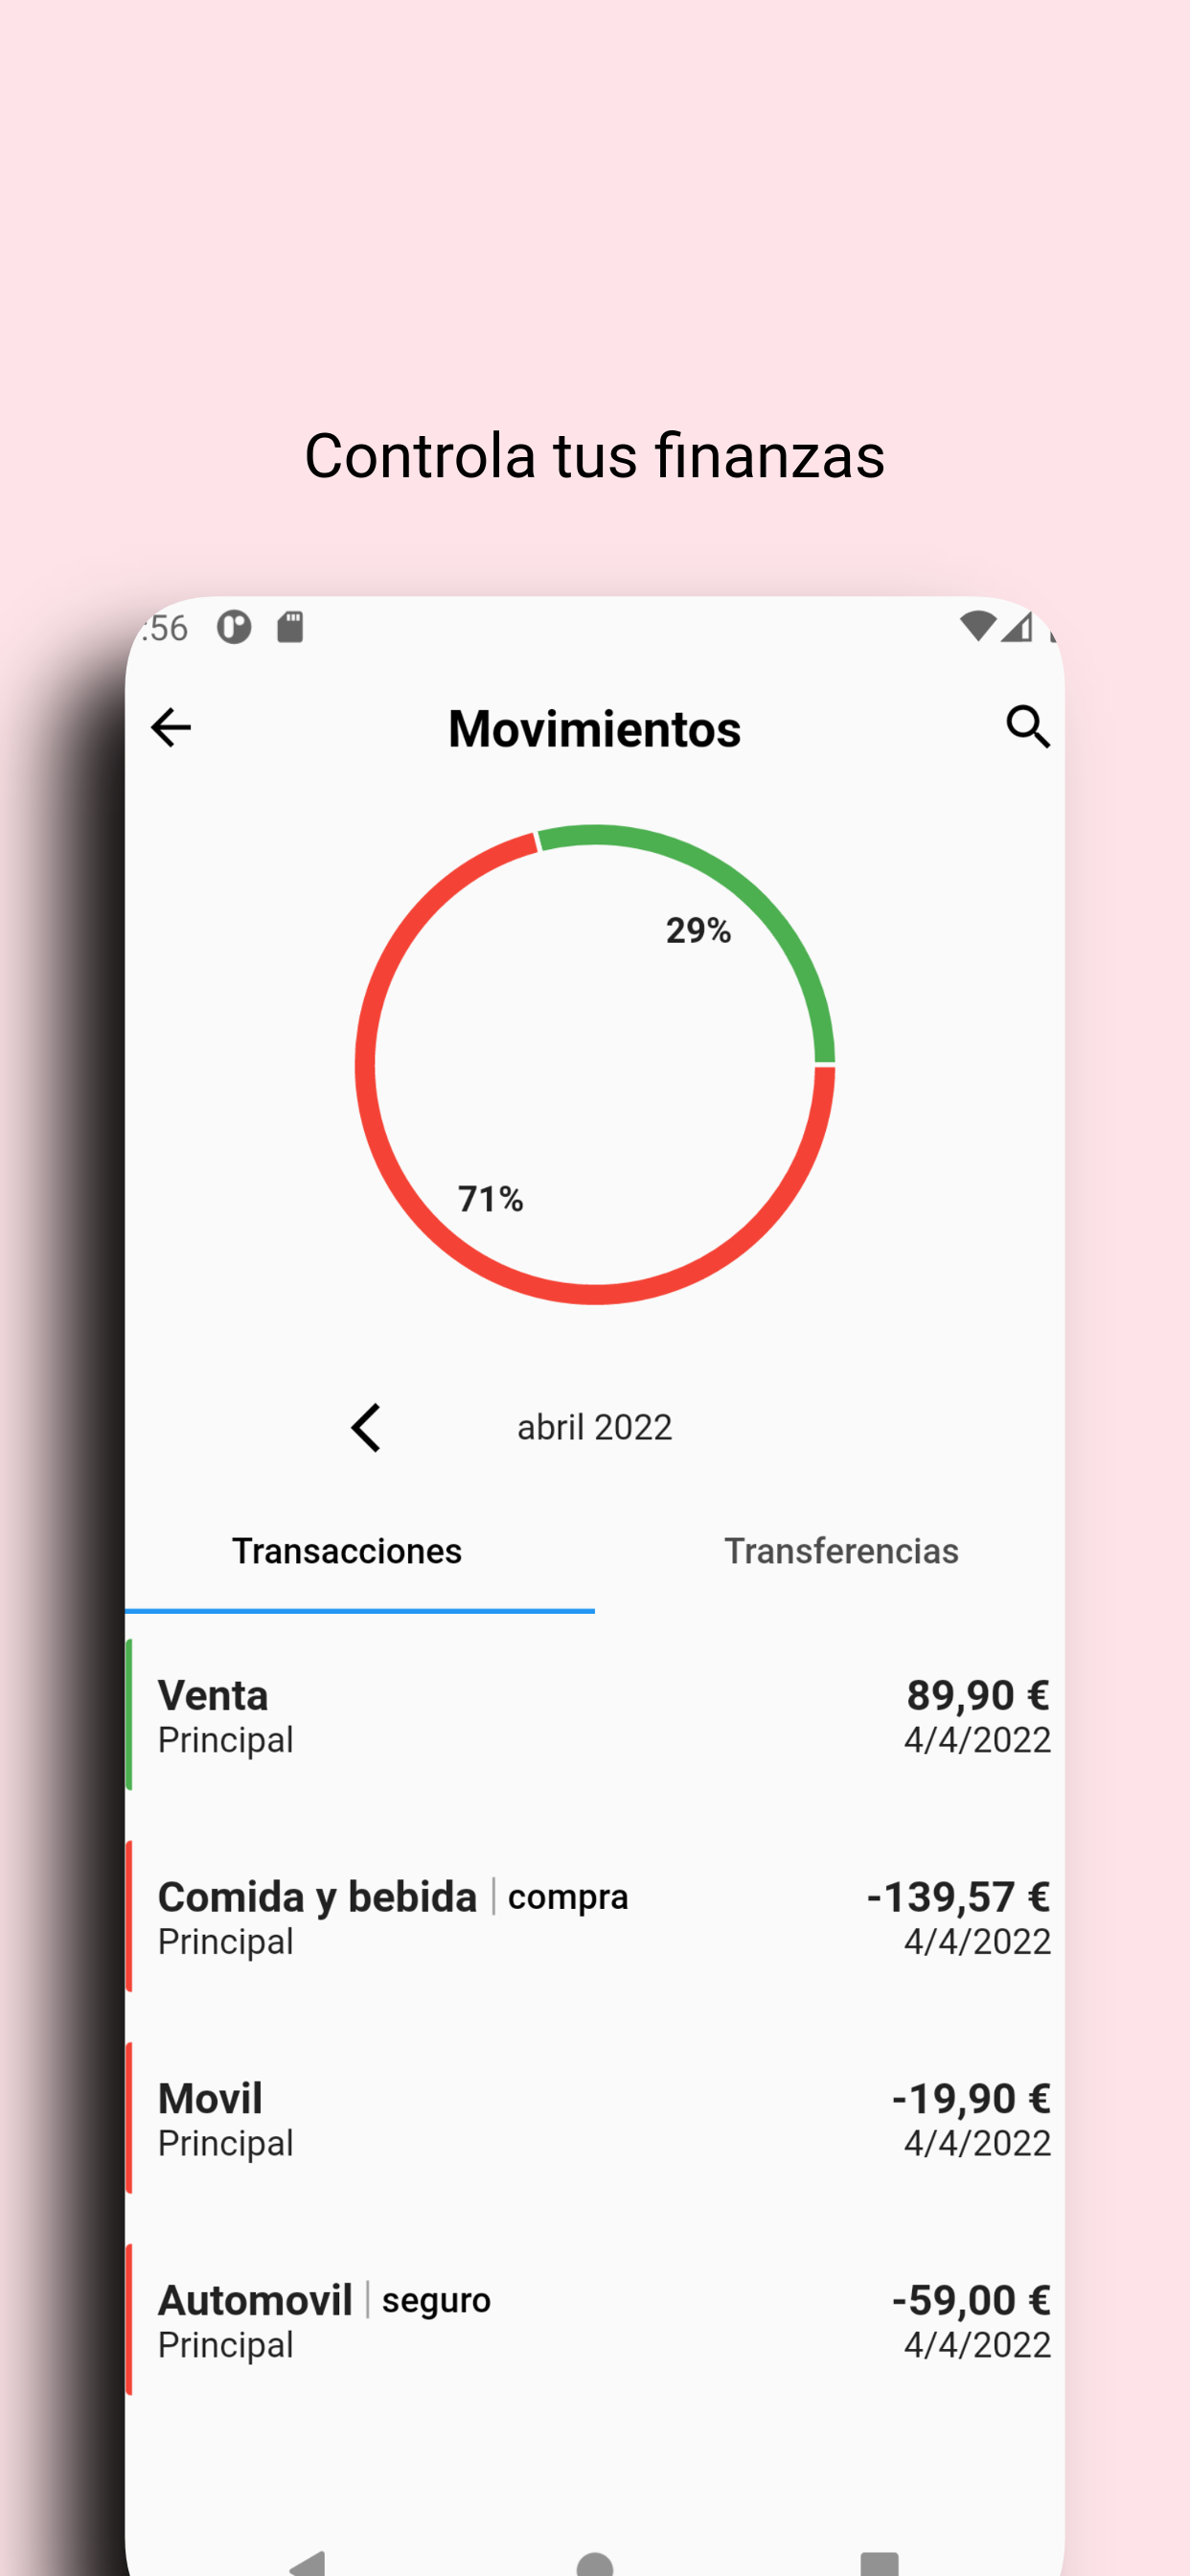 Controla tus finanzas
:56
Movimientos
29%
71%
abril 2022
Transacciones Transferencias
Venta 89,90 €
Principal 4/4/2022
Comida y bebida | compra -139,57 €
Principal 4/4/2022
Movil -19,90 €
Principal 4/4/2022
Automovil | seguro -59,00 €
Principal 4/4/2022